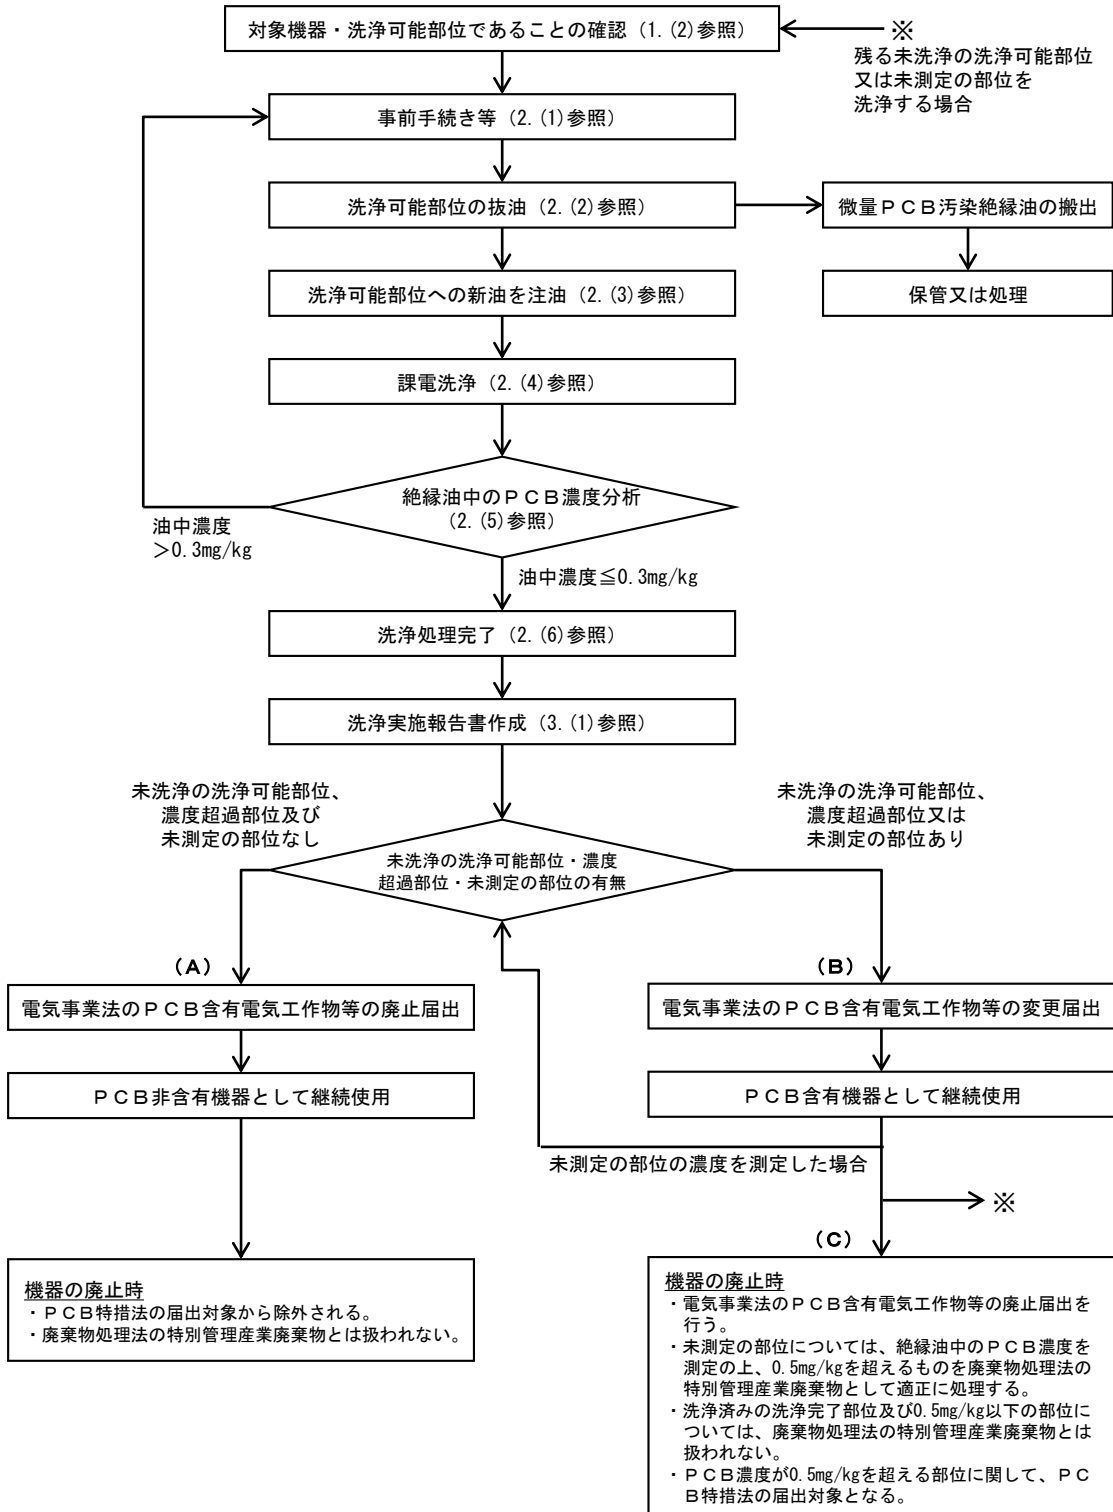 対象機器・洗浄可能部位であることの確認（1.(2)参照）
※
残る未洗浄の洗浄可能部位
又は未測定の部位を
洗浄する場合
事前手続き等（2.(1)参照）
洗浄可能部位の抜油（2.(2)参照）
微量ＰＣＢ汚染絶縁油の搬出
洗浄可能部位への新油を注油（2.(3)参照）
保管又は処理
課電洗浄（2.(4)参照）
絶縁油中のＰＣＢ濃度分析
（2.(5)参照）
油中濃度
＞0.3mg/kg
油中濃度≦0.3mg/kg
洗浄処理完了（2.(6)参照）
洗浄実施報告書作成（3.(1)参照）
未洗浄の洗浄可能部位、
濃度超過部位及び
未測定の部位なし
未洗浄の洗浄可能部位、
濃度超過部位又は
未測定の部位あり
未洗浄の洗浄可能部位・濃度
超過部位・未測定の部位の有無
（A）
（B）
電気事業法のＰＣＢ含有電気工作物等の廃止届出
電気事業法のＰＣＢ含有電気工作物等の変更届出
ＰＣＢ非含有機器として継続使用
ＰＣＢ含有機器として継続使用
未測定の部位の濃度を測定した場合
※
（C）
機器の廃止時
・ＰＣＢ特措法の届出対象から除外される。
・廃棄物処理法の特別管理産業廃棄物とは扱われない。
機器の廃止時
・電気事業法のＰＣＢ含有電気工作物等の廃止届出を
行う。
・未測定の部位については、絶縁油中のＰＣＢ濃度を
測定の上、0.5mg/kgを超えるものを廃棄物処理法の
特別管理産業廃棄物として適正に処理する。
・洗浄済みの洗浄完了部位及び0.5mg/kg以下の部位に
ついては、廃棄物処理法の特別管理産業廃棄物とは
扱われない。
・ＰＣＢ濃度が0.5mg/kgを超える部位に関して、ＰＣ
Ｂ特措法の届出対象となる。